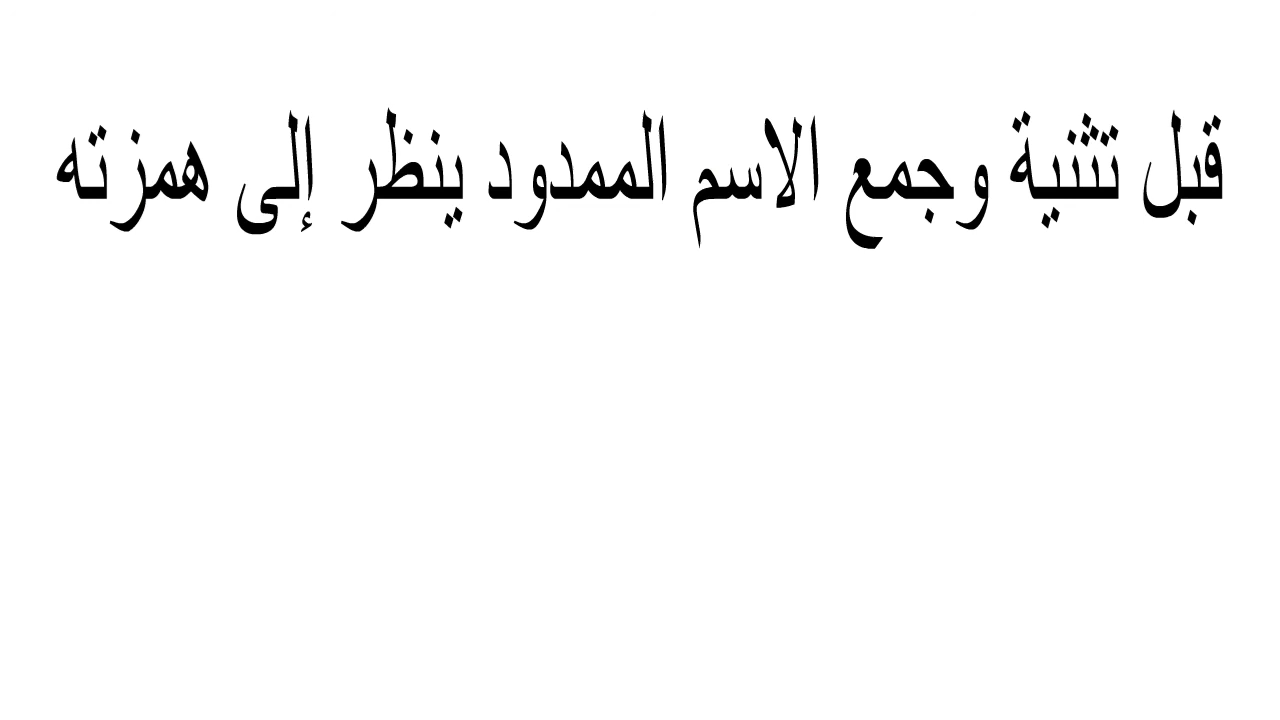 قبل تثنية وجمع الاسم الممدود ينظر إلى همزته